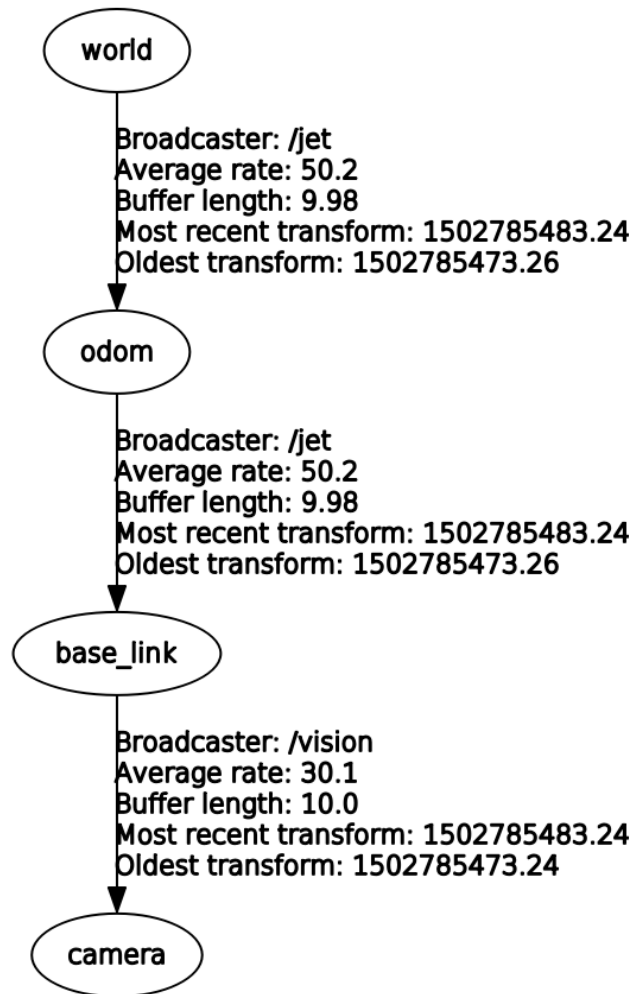 world
Broadcaster: /jet
Average rate: 50.2
Buffer length: 9.98
Most recent transform: 1502785483.24
Oldest transform: 1502785473.26
odom
Broadcaster: /jet
Average rate: 50.2
Buffer length: 9.98
Most recent transform: 1502785483.24
Oldest transform: 1502785473.26
base_link
Broadcaster: /vision
Average rate: 30.1
Buffer length: 10.0
Most recent transform: 1502785483.24
Oldest transform: 1502785473.24
camera